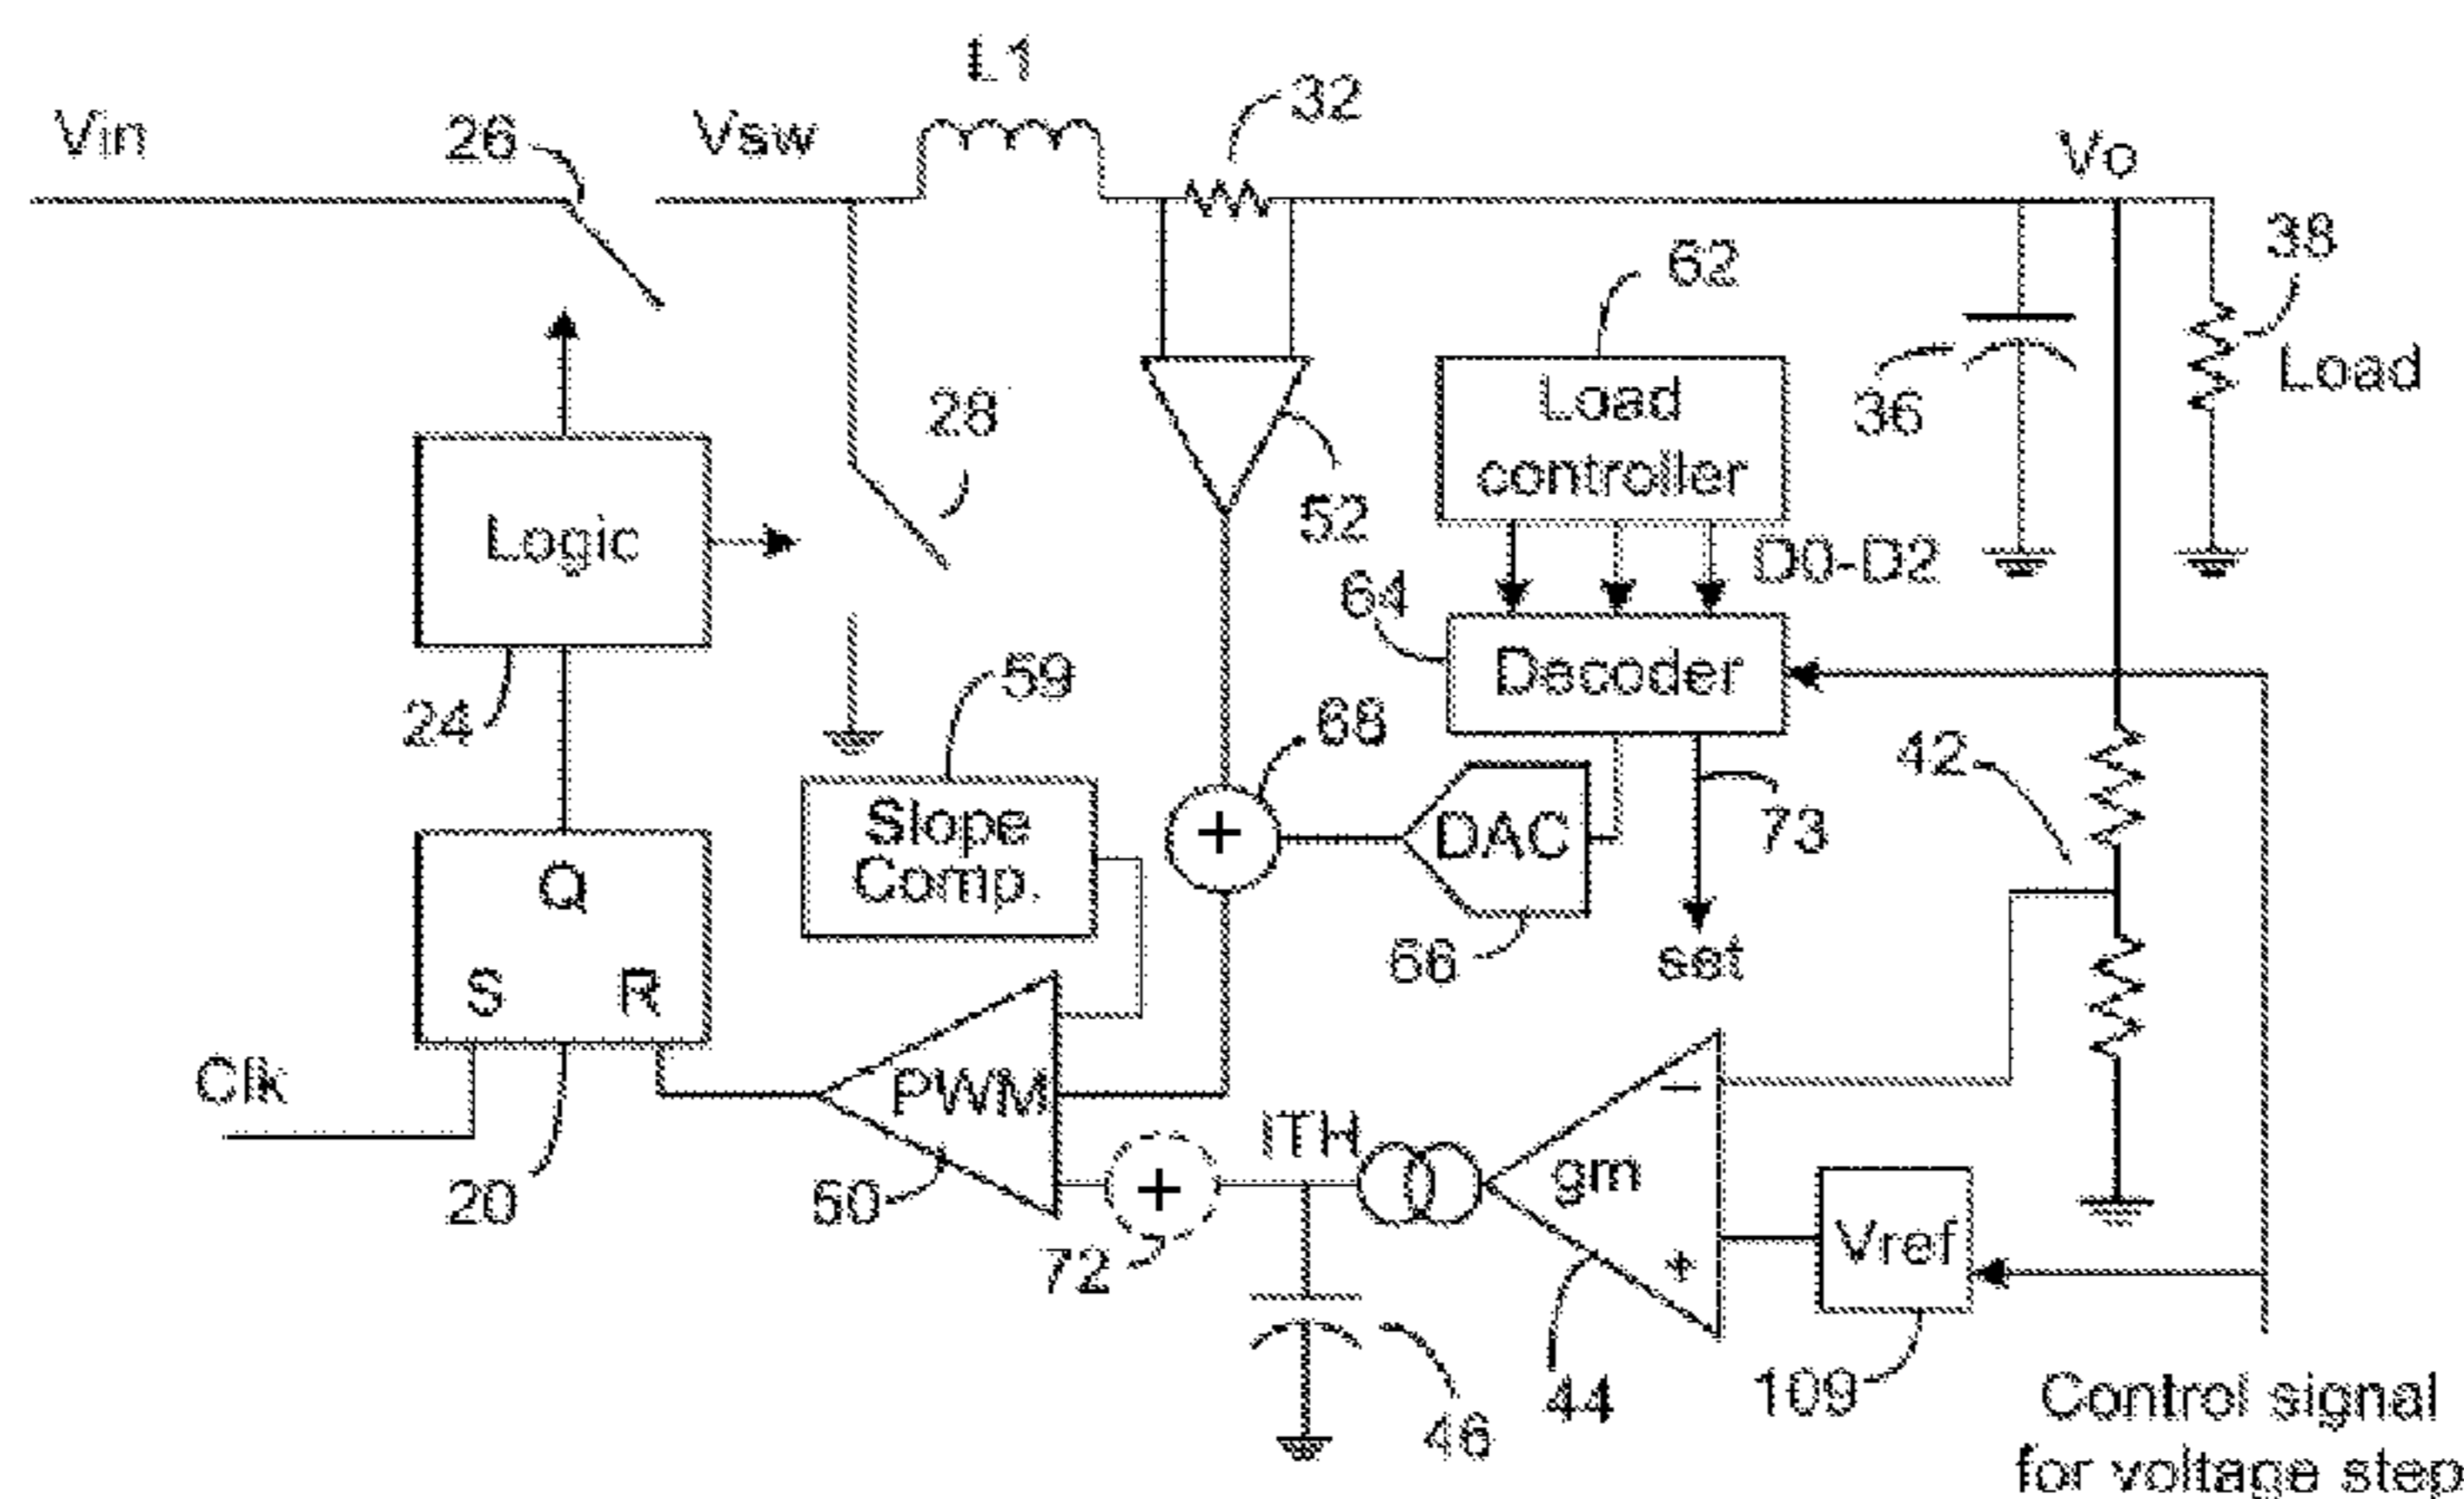 L1
32
Vin
26
Vsw
Vo
62
38
Load
controller
Load
36
28
52
Logic
D0-D2
64
Decoder
59
24
68
42
Slope
Comp.
DAC
73
Q
66
set
S
R
Clk
PWM
ITH
gm
20
50
72
Vref
109
44
46
Control signal
for voltage step